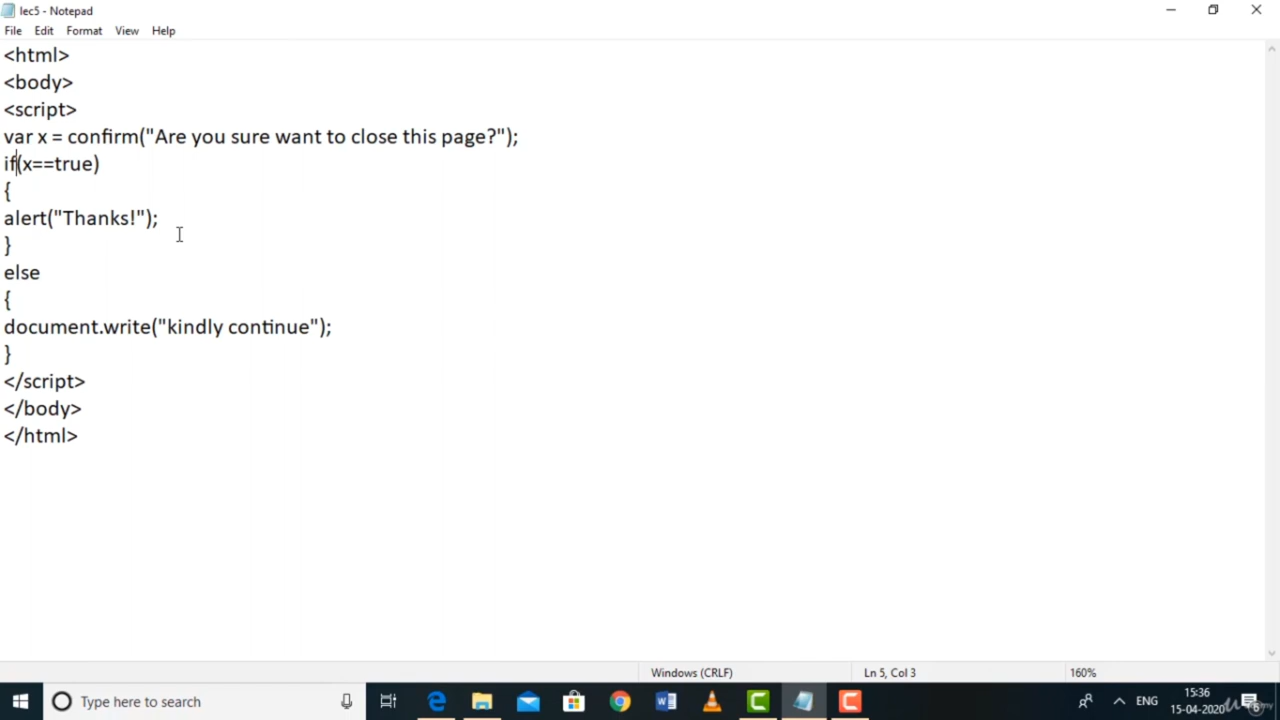 lec5 - Notepad
File Edit Format View Help
<html>
<body>
<script>
var x = confirm("Are you sure want to close this page?");
if(x==true)
{
alert("Thanks!");
}
else
{
document.write("kindly continue");
}
</script>
</body>
</html>
Windows (CRLF) Ln 5, Col 3 160%
Type here to search
ENG
15:36
15-04-2020